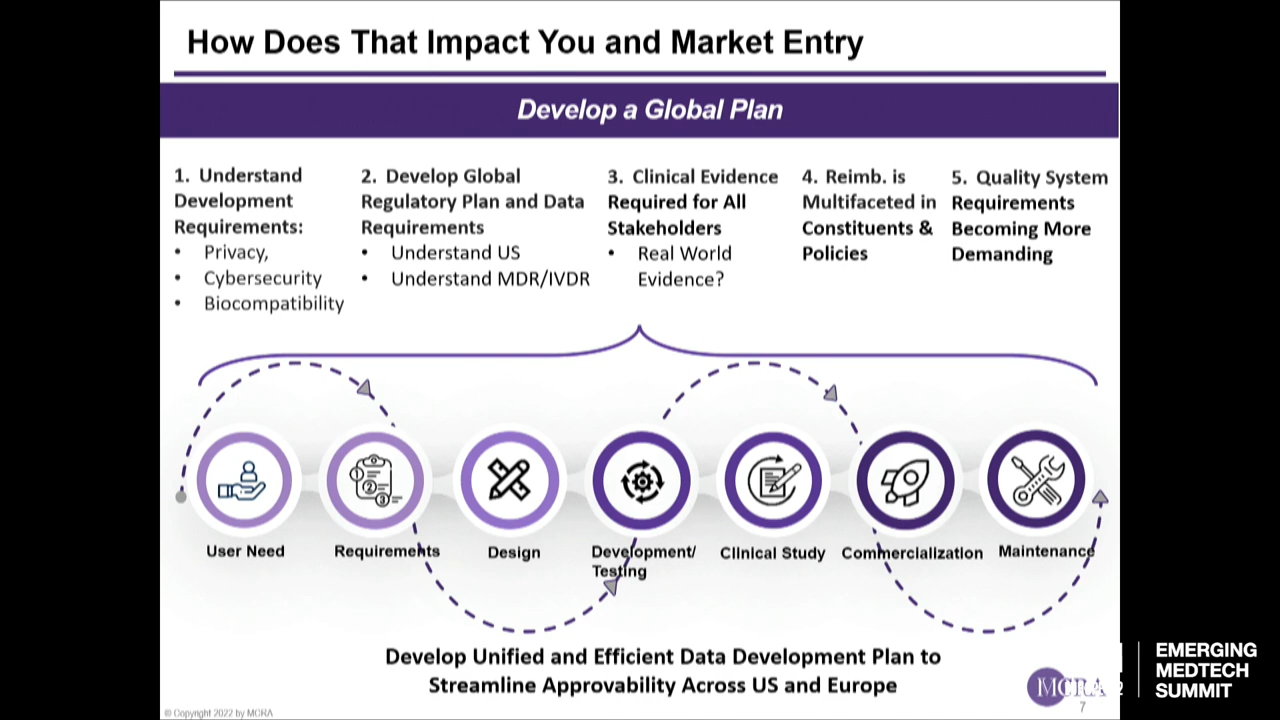 How Does That Impact You and Market Entry
Develop a Global Plan
1. Understand
Development
Requirements:
• Privacy,
• Cybersecurity
• Biocompatibility
2. Develop Global
Regulatory Plan and Data
Requirements
• Understand US
• Understand MDR/IVDR
3. Clinical Evidence
Required for All
Stakeholders
• Real World
Evidence?
4. Reimb. is
Multifaceted in
Constituents &
Policies
5. Quality System
Requirements
Becoming More
Demanding
1
2
3
User Need
Requirements
Design
Development/
Testing
Clinical Study
Commercialization
Maintenance
Develop Unified and Efficient Data Development Plan to
Streamline Approvability Across US and Europe
MCRA
7
© Copyright 2022 by MCRA
EMERGING
MEDTECH
SUMMIT